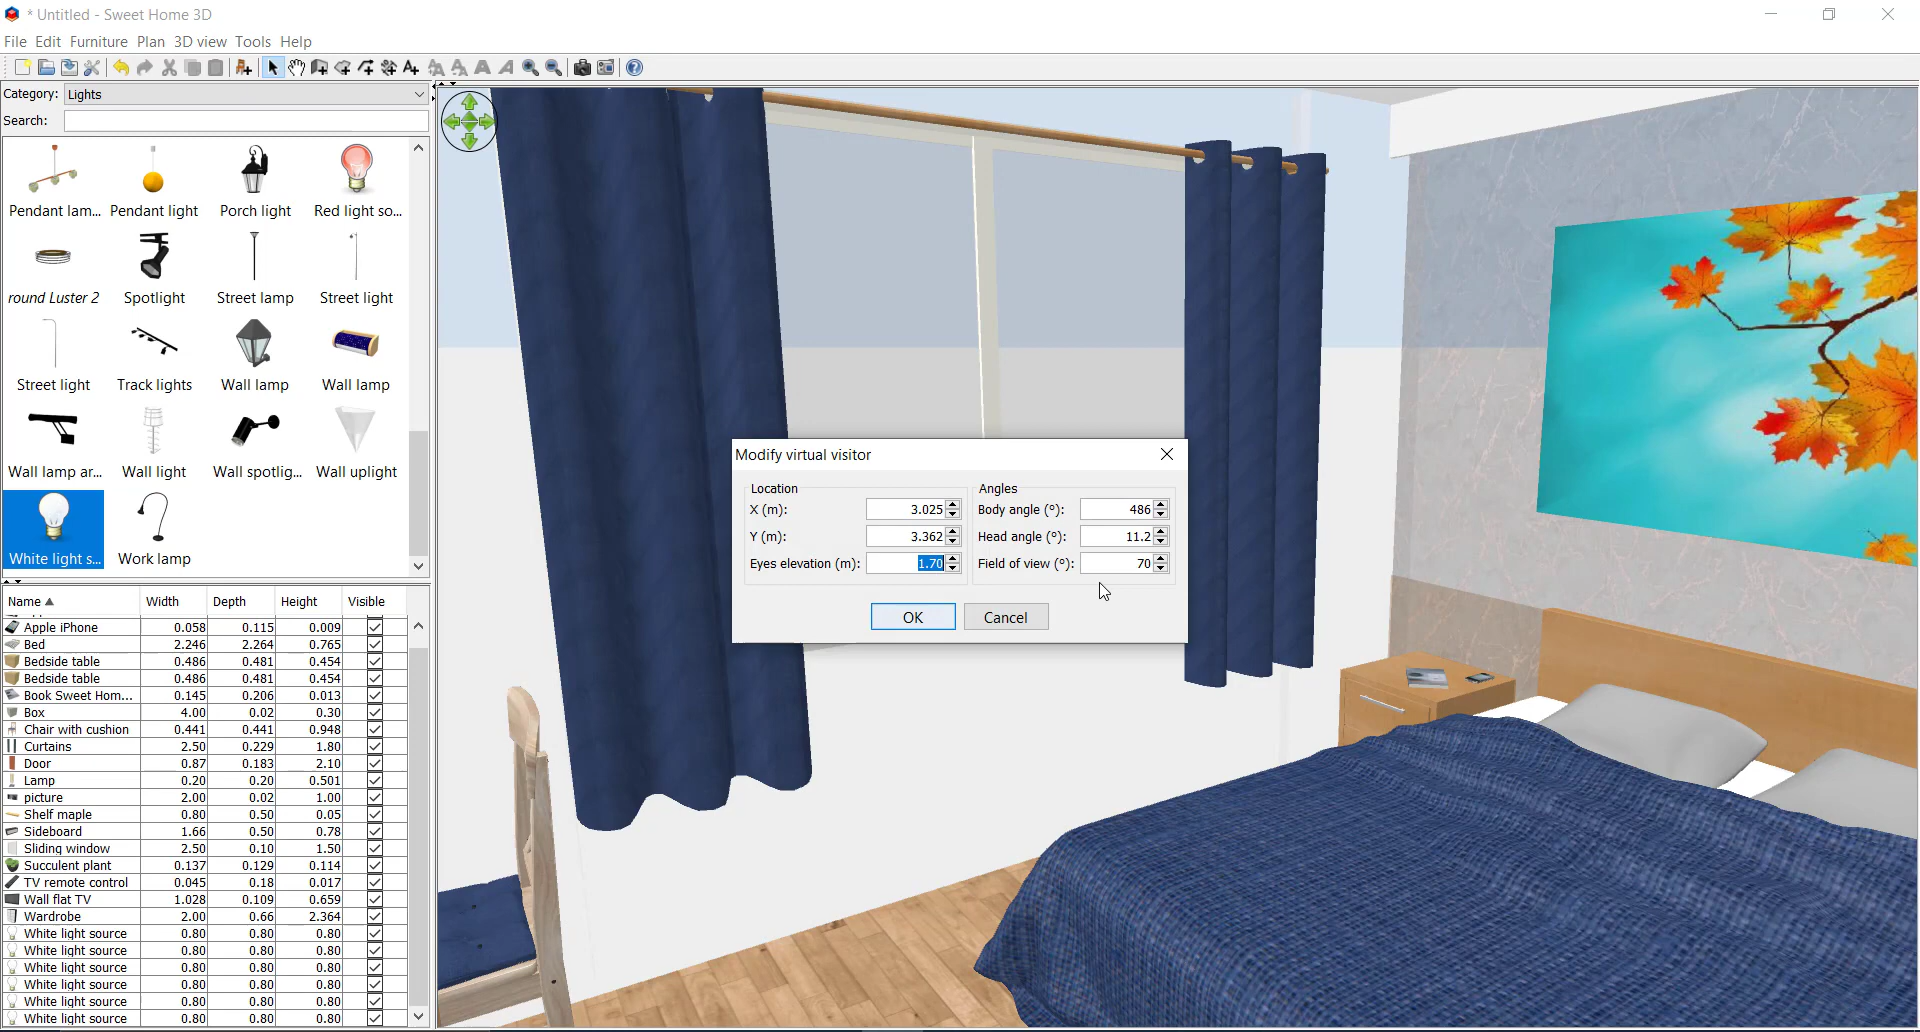 * Untitled - Sweet Home 3D
File Edit Furniture Plan 3D view Tools Help
Category: Lights
Search:
Pendant lam... Pendant light Porch light Red light so...
round Luster 2 Spotlight Street lamp Street light
Street light Track lights Wall lamp Wall lamp
Wall lamp ar... Wall light Wall spotlig... Wall uplight
White light s... Work lamp
Name Width Depth Height Visible
Apple iPhone 0.058 0.115 0.009
Bed 2.246 2.264 0.765
Bedside table 0.486 0.481 0.454
Bedside table 0.486 0.481 0.454
Book Sweet Hom... 0.145 0.206 0.013
Box 4.00 0.02 0.30
Chair with cushion 0.441 0.441 0.948
Curtains 2.50 0.229 1.80
Door 0.87 0.183 2.10
Lamp 0.20 0.20 0.501
picture 2.00 0.02 1.00
Shelf maple 0.80 0.50 0.05
Sideboard 1.66 0.50 0.78
Sliding window 2.50 0.10 1.50
Succulent plant 0.137 0.129 0.114
TV remote control 0.045 0.18 0.017
Wall flat TV 1.028 0.109 0.659
Wardrobe 2.00 0.66 2.364
White light source 0.80 0.80 0.80
White light source 0.80 0.80 0.80
White light source 0.80 0.80 0.80
White light source 0.80 0.80 0.80
White light source 0.80 0.80 0.80
White light source 0.80 0.80 0.80
Modify virtual visitor
Location
X (m): 3.025
Y (m): 3.362
Eyes elevation (m): 1.70
Angles
Body angle (°): 486
Head angle (°): 11.2
Field of view (°): 70
OK Cancel